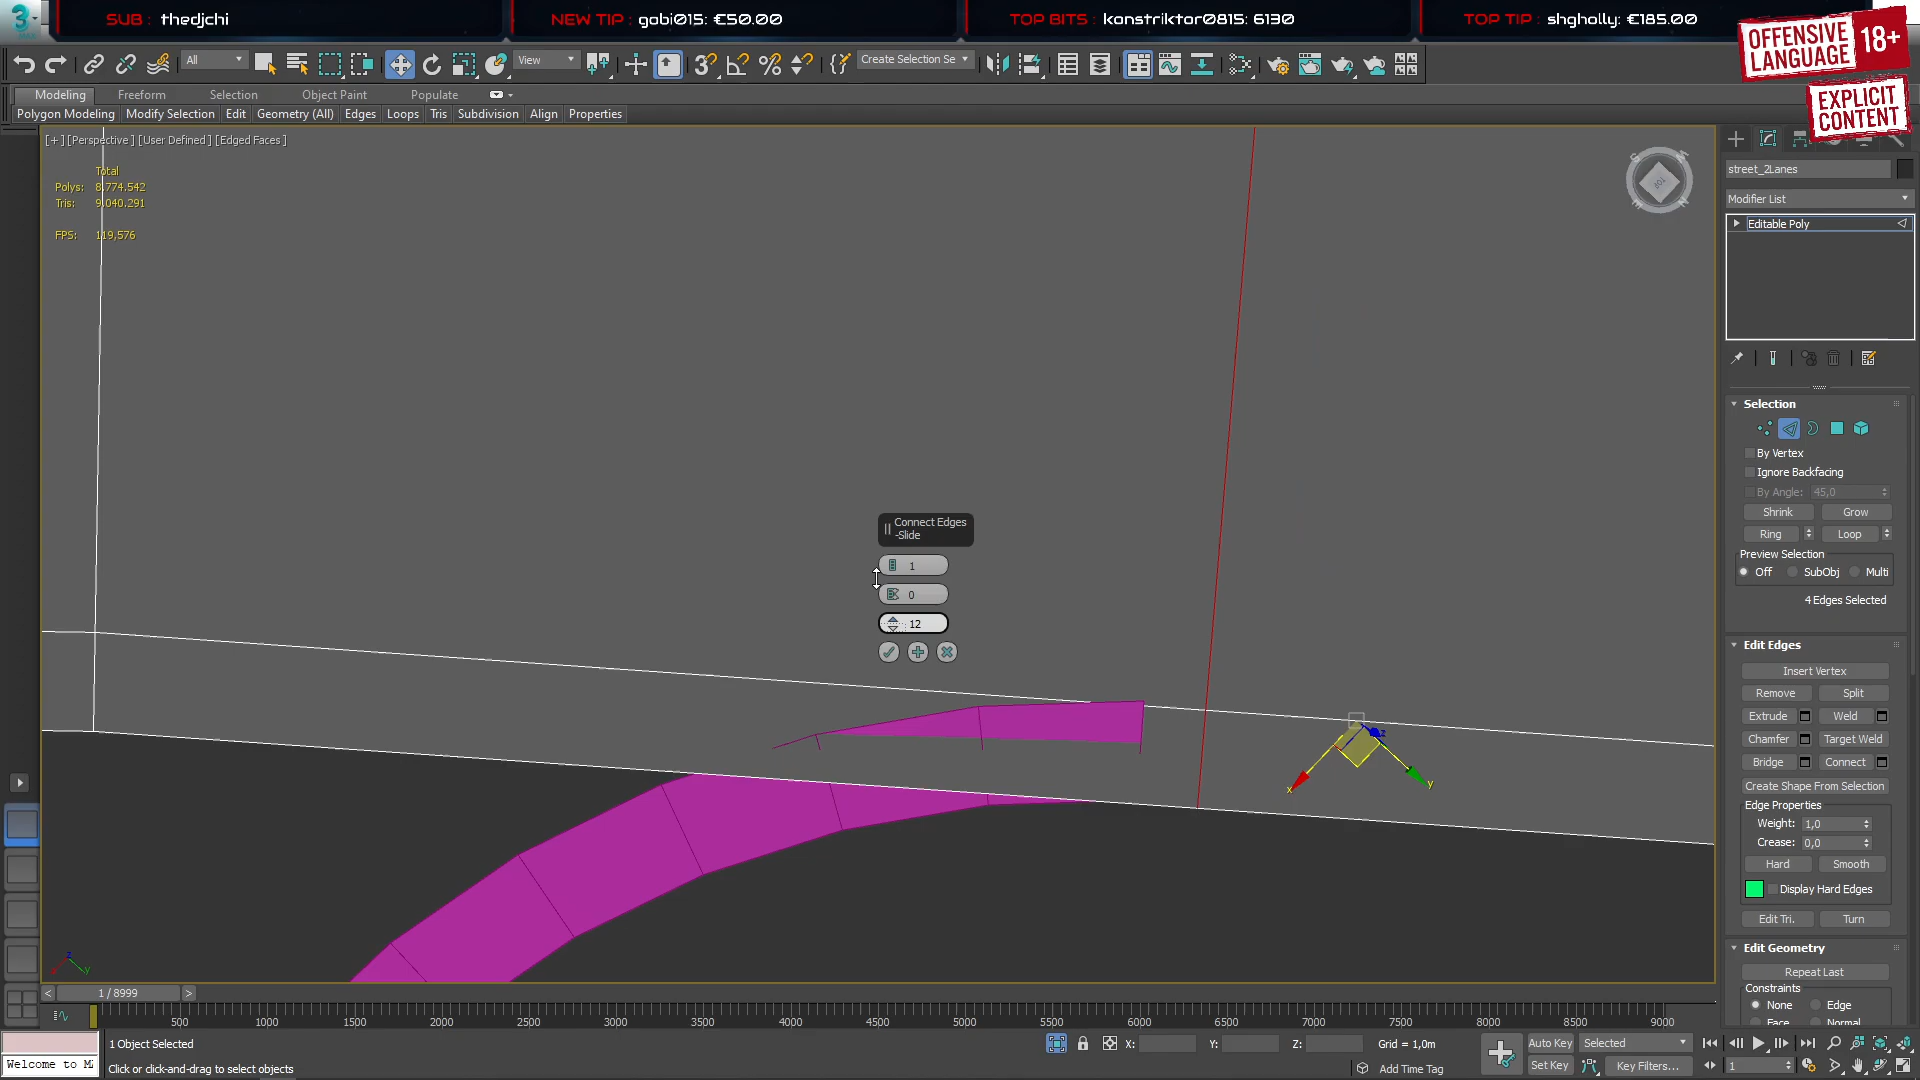 SUB : thedjchi
NEW TIP : gabi015: €50.00
TOP BITS : konstriktor0815: 6130
TOP TIP : shgholly: €185.00
OFFENSIVE LANGUAGE 18+
EXPLICIT CONTENT
All
View
Create Selection Se
Modeling Freeform Selection Object Paint Populate
Polygon Modeling Modify Selection Edit Geometry (All) Edges Loops Tris Subdivision Align Properties
[+] [Perspective] [User Defined] [Edged Faces]
Total
Polys: 8.774.542
Tris: 9.040.291
FPS: 119,576
TOP
street_2Lanes
Modifier List
Editable Poly
Connect Edges
-Slide
1
0
12
z
x
y
Selection
By Vertex
Ignore Backfacing
By Angle: 45,0
Shrink Grow
Ring Loop
Preview Selection
Off SubObj Multi
4 Edges Selected
Edit Edges
Insert Vertex
Remove Split
Extrude Weld
Chamfer Target Weld
Bridge Connect
Create Shape From Selection
Edge Properties
Weight: 1,0
Crease: 0,0
Hard Smooth
Display Hard Edges
Edit Tri. Turn
Edit Geometry
Repeat Last
Constraints
None Edge
Face Normal
< 1 / 8999 >
500 1000 1500 2000 2500 3000 3500 4000 4500 5000 5500 6000 6500 7000 7500 8000 8500 9000
1 Object Selected
X: Y: Z: Grid = 1,0m
Auto Key Selected
Welcome to M
Click or click-and-drag to select objects
Add Time Tag
Set Key Key Filters...
1